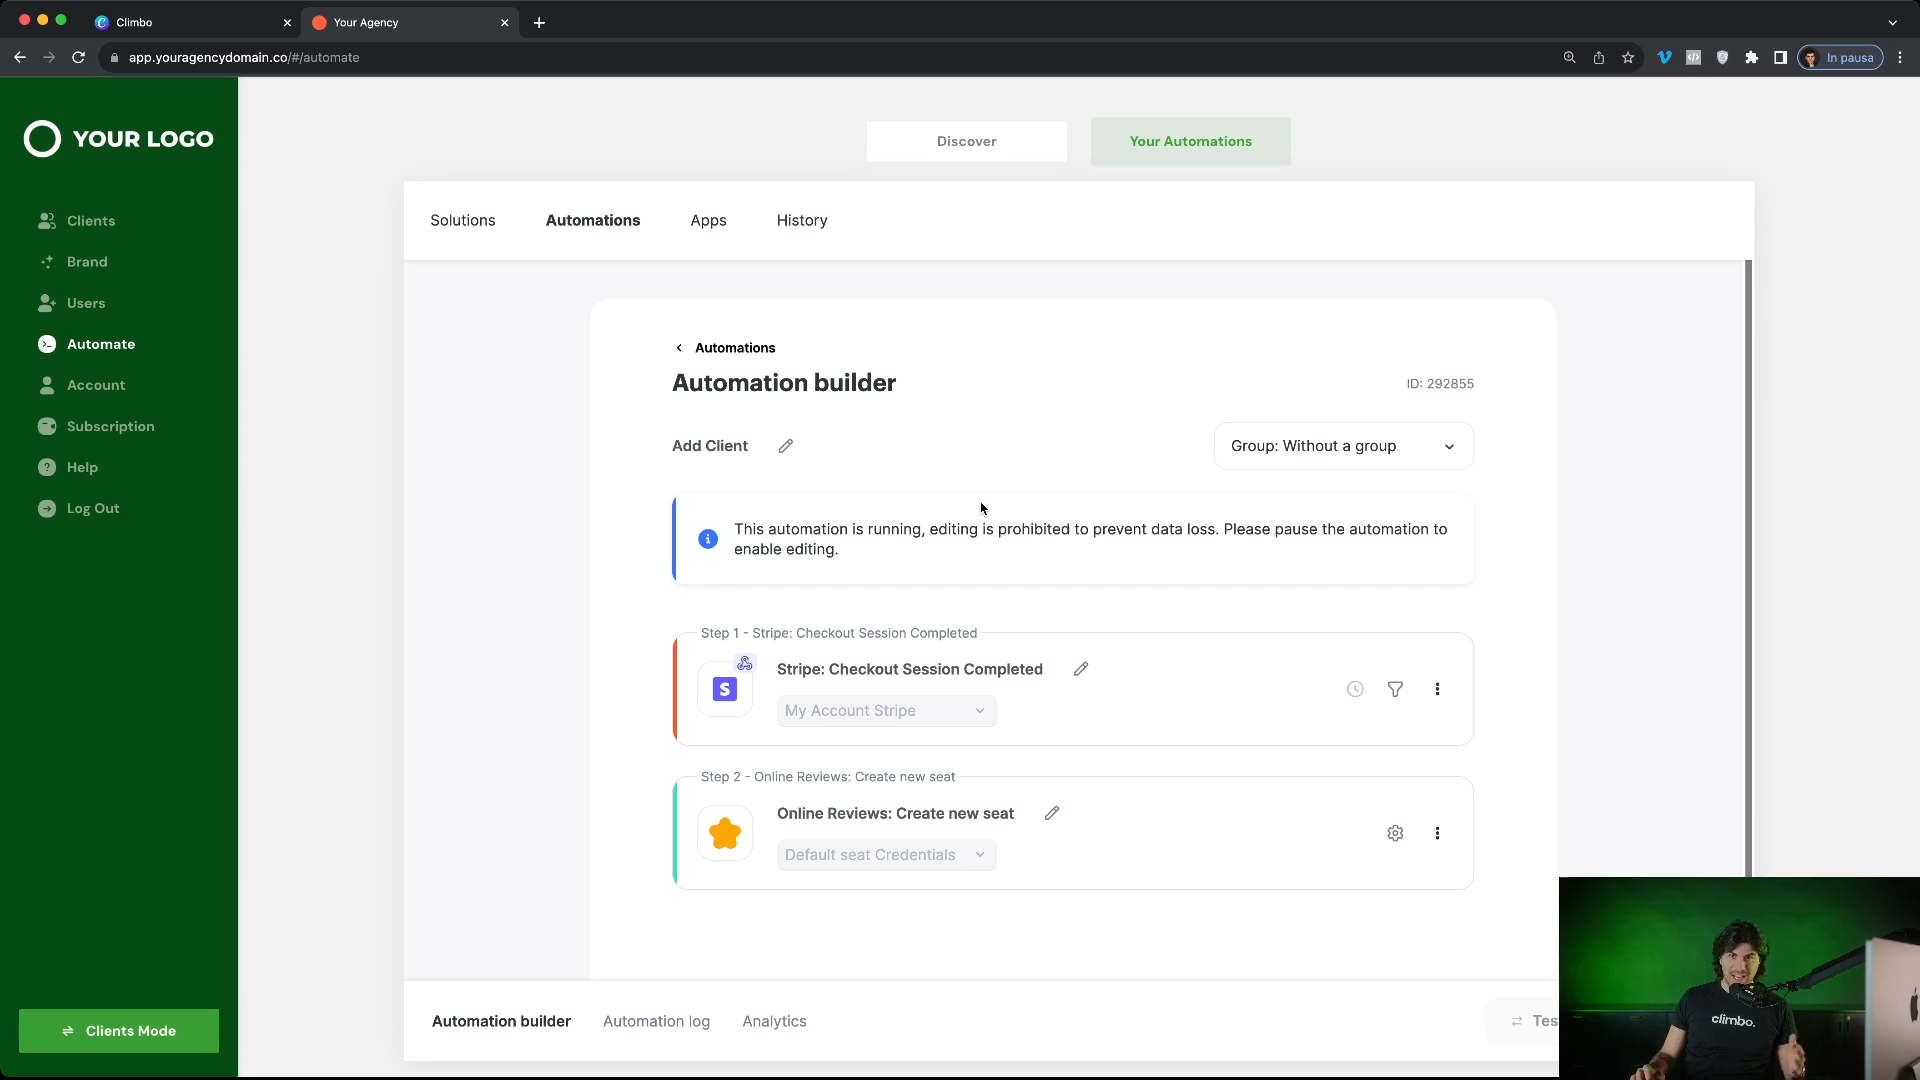 Climbo
Your Agency
app.youragencydomain.co/#/automate
In pausa
YOUR LOGO
Clients
Brand
Users
Automate
Account
Subscription
Help
Log Out
Clients Mode
Discover
Your Automations
Solutions
Automations
Apps
History
Automations
Automation builder
ID: 292855
Add Client
Group: Without a group
This automation is running, editing is prohibited to prevent data loss. Please pause the automation to
enable editing.
Step 1 - Stripe: Checkout Session Completed
S
Stripe: Checkout Session Completed
My Account Stripe
Step 2 - Online Reviews: Create new seat
Online Reviews: Create new seat
Default seat Credentials
Automation builder
Automation log
Analytics
Tes
climbo.